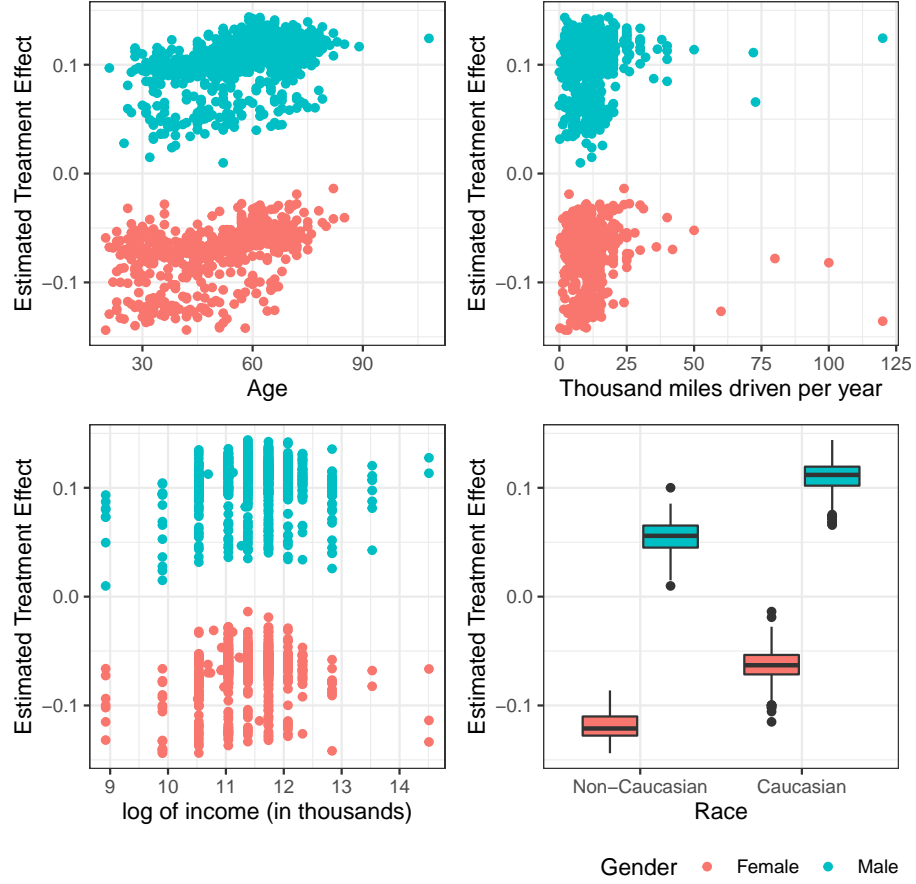 Estimated Treatment Effect
0.1
0.0
−0.1
30
60
90
Age
Estimated Treatment Effect
0.1
0.0
−0.1
0
25
50
75
100
125
Thousand miles driven per year
Estimated Treatment Effect
0.1
0.0
−0.1
9
10
11
12
13
14
log of income (in thousands)
Estimated Treatment Effect
0.1
0.0
−0.1
Non−Caucasian
Caucasian
Race
Gender
Female
Male